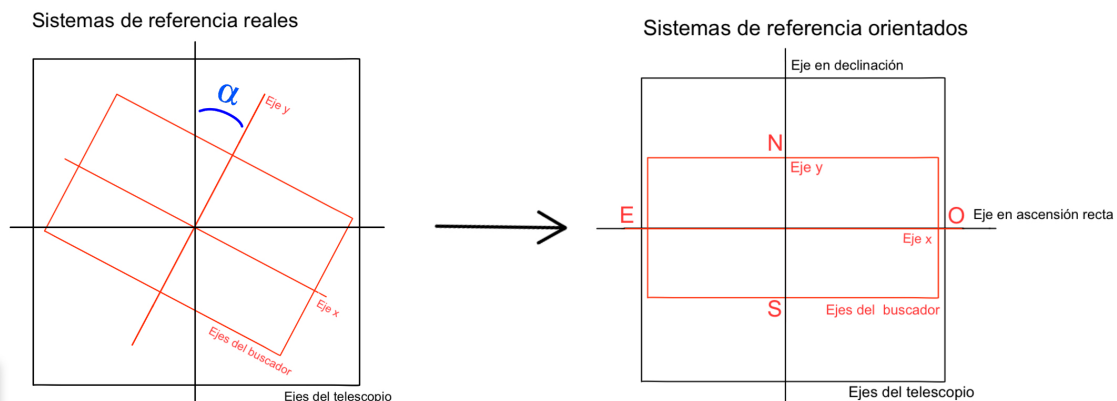 Sistemas de referencia reales
α
Eje y
Eje x
Ejes del buscador
Ejes del telescopio
Sistemas de referencia orientados
Eje en declinación
N
Eje y
E
O
Eje en ascensión recta
Eje x
S
Ejes del buscador
Ejes del telescopio